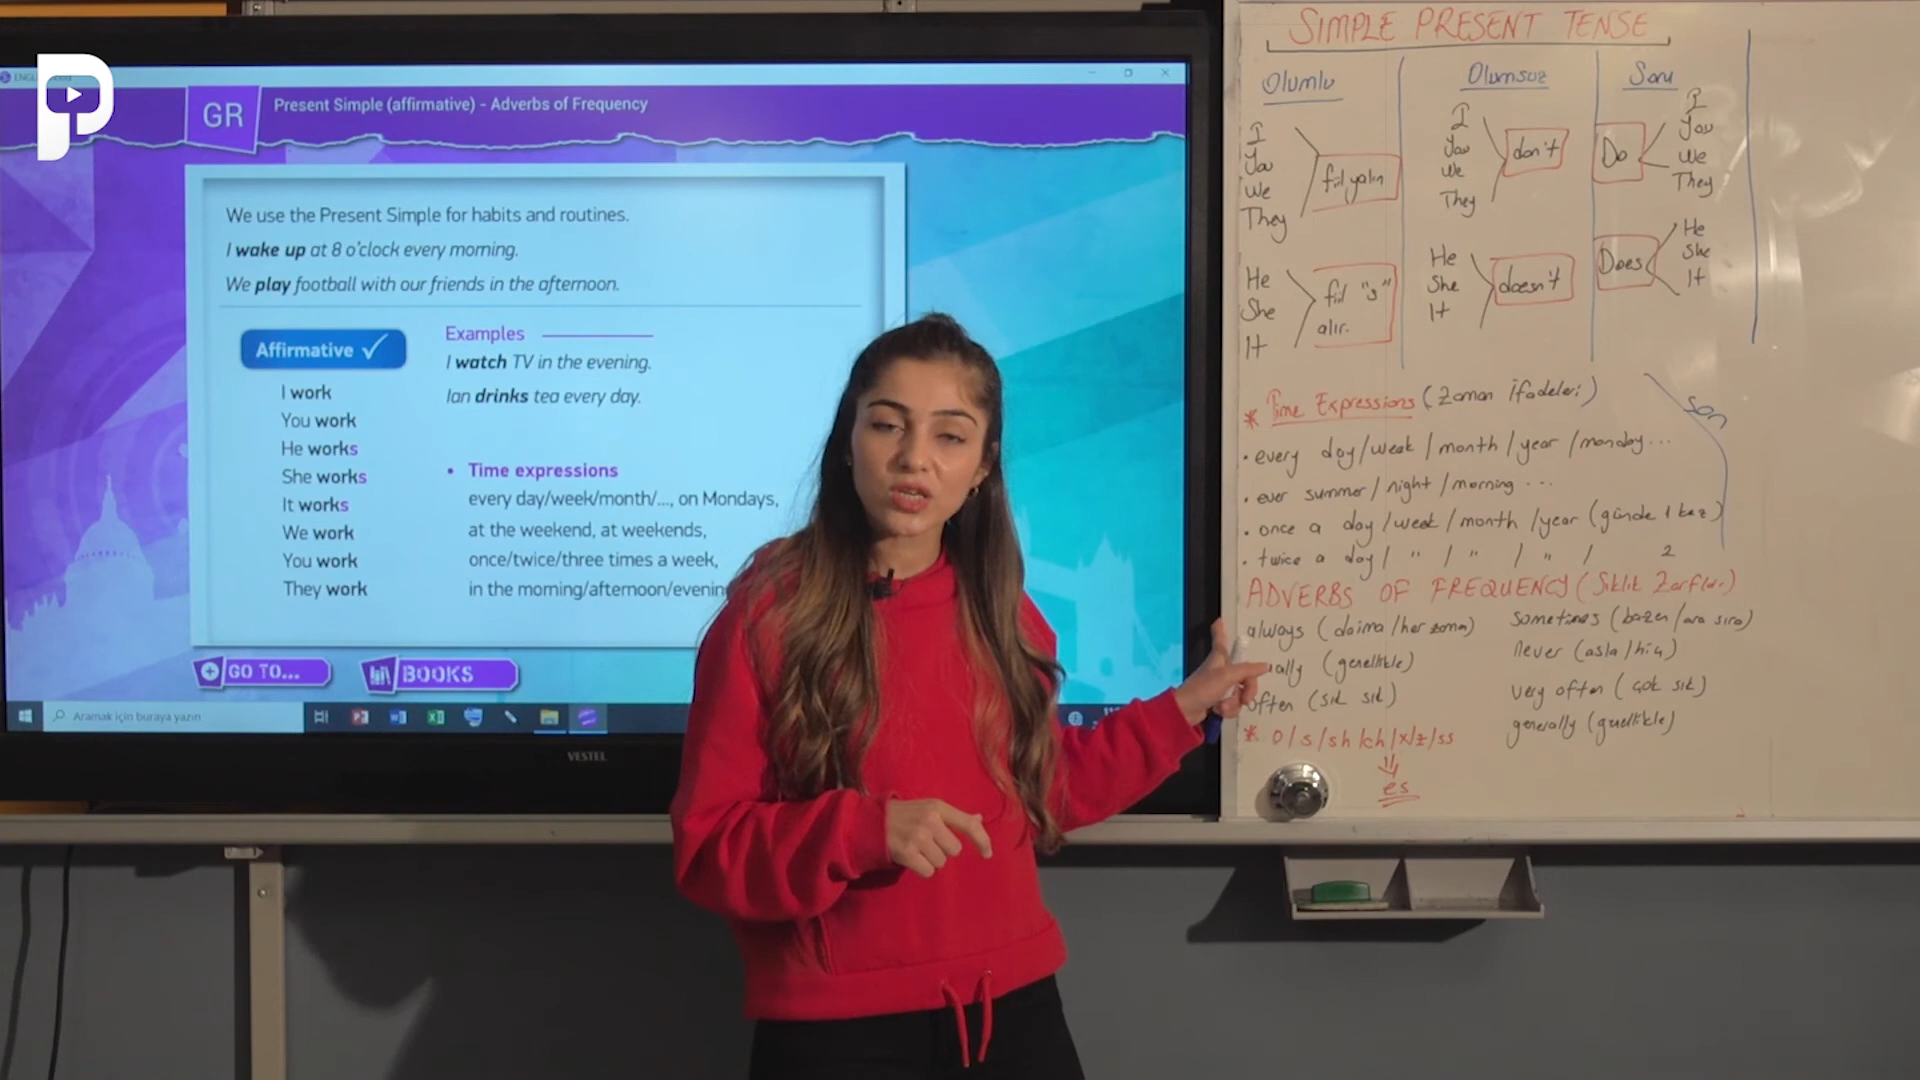 GR
Present Simple (affirmative) - Adverbs of Frequency
We use the Present Simple for habits and routines.
I wake up at 8 o'clock every morning.
We play football with our friends in the afternoon.
Affirmative ✓
I work
You work
He works
She works
It works
We work
You work
They work
Examples
I watch TV in the evening.
Ian drinks tea every day.
• Time expressions
every day/week/month/..., on Mondays,
at the weekend, at weekends,
once/twice/three times a week,
in the morning/afternoon/evenin
GO TO...
BOOKS
Aramak için buraya yazın
VESTEL
SIMPLE PRESENT TENSE
Olumlu
I
You
We
They
fiil yalın
He
She
It
fiil "s"
alır.
Olumsuz
I
You
We
They
don't
He
She
It
doesn't
Soru
Do
I
You
We
They
Does
He
She
It
* Time Expressions (Zaman İfadeleri)
son
• every day/week/month/year/monday...
• ever summer/night/morning...
• once a day/week/month/year (günde 1 kez)
• twice a day/ " / " / " / 2
ADVERBS OF FREQUENCY (Sıklık Zarfları)
always (daima/her zaman)
ually (genellikle)
often (sık sık)
sometimes (bazen/ara sıra)
never (asla/hiç)
very often (çok sık)
generally (genellikle)
* o/s/sh/ch/x/z/ss
es